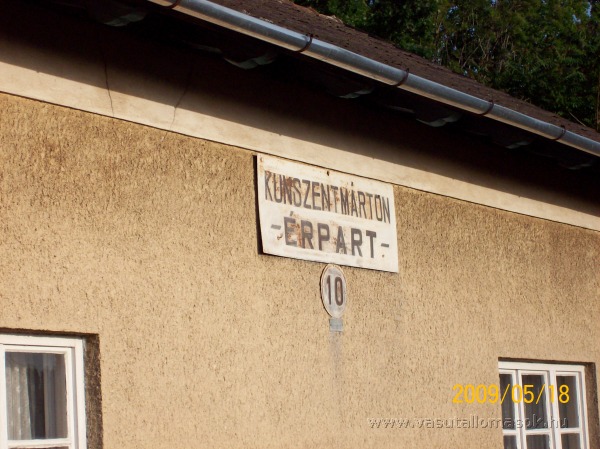 KUNSZENTMÁRTON
-ÉRPART-
10
2009/05/18
www.vasutallomasok.hu